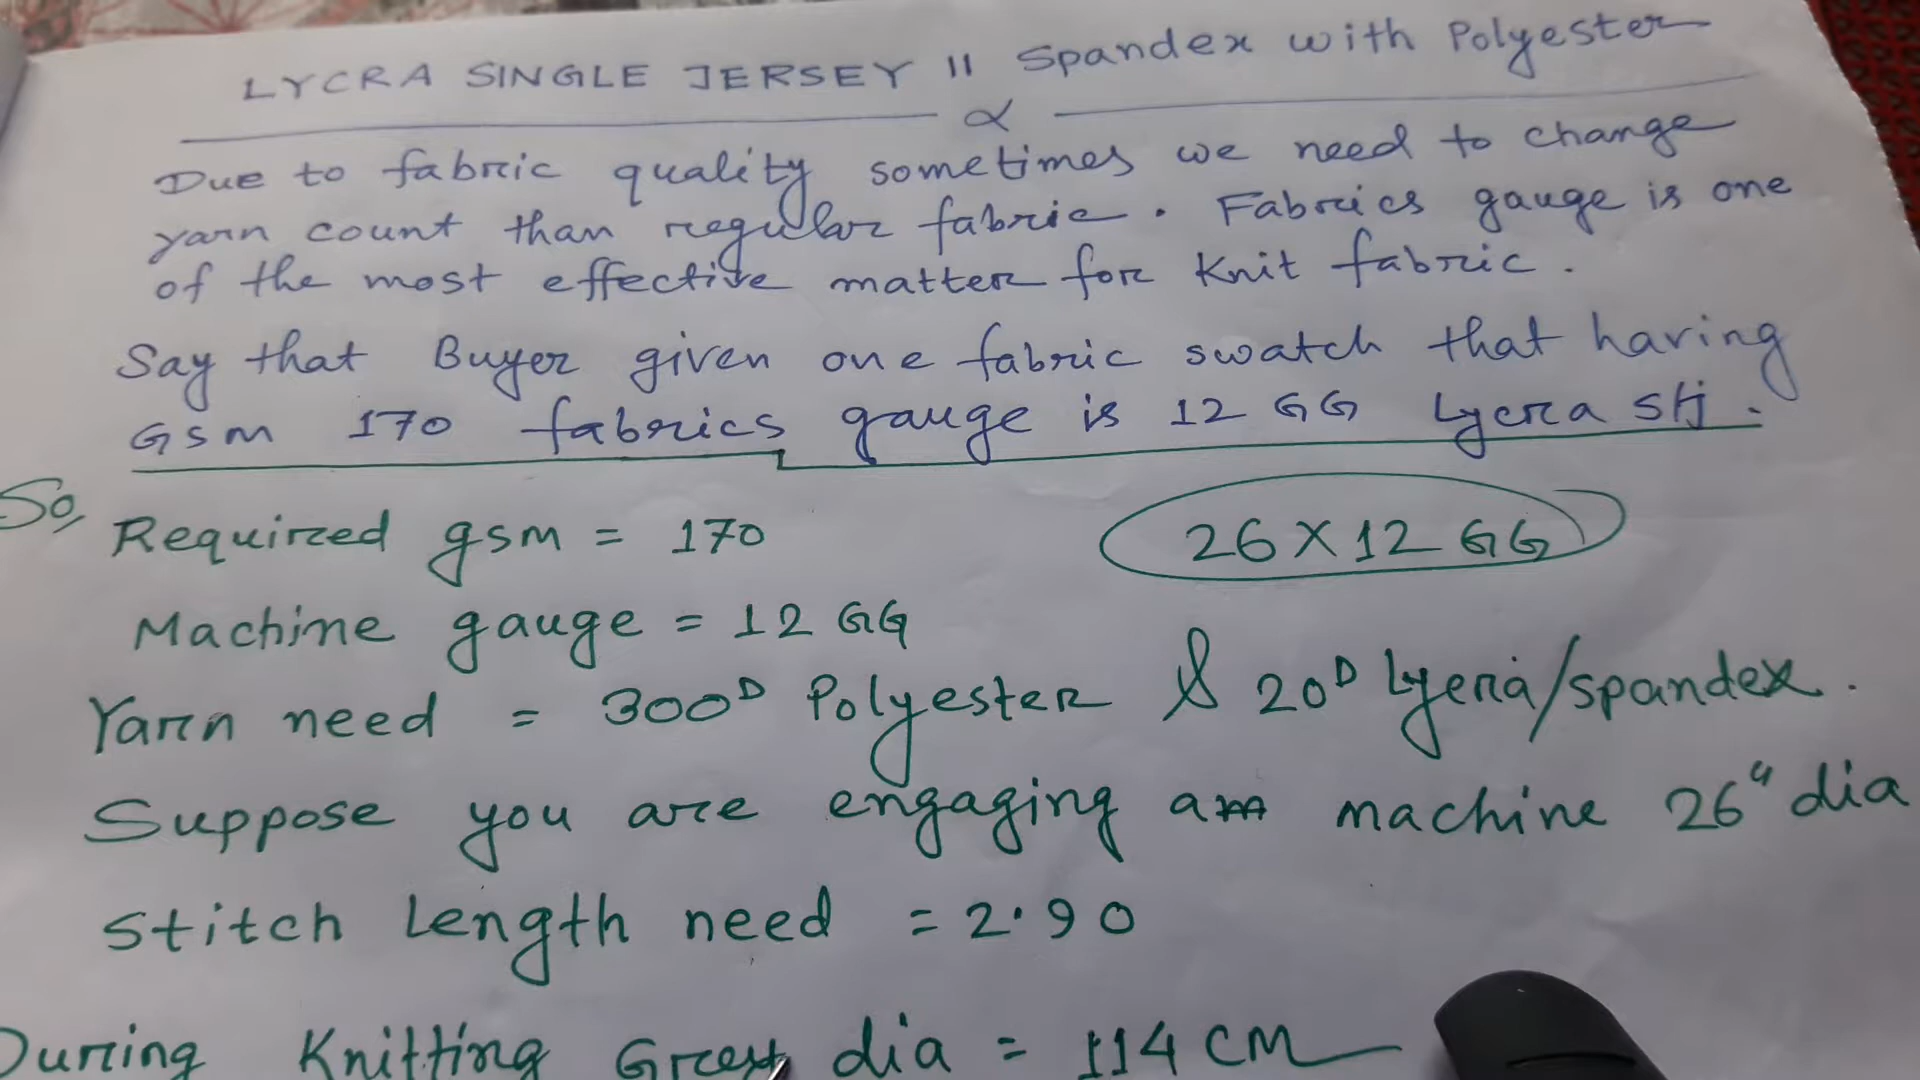 LYCRA SINGLE JERSEY || Spandex with Polyester
Due to fabric quality sometimes we need to change
yarn count than regular fabric. Fabrics gauge is one
of the most effective matter for Knit fabric.
Say that Buyer given one fabric swatch that having
GSM 170 fabrics gauge is 12 GG Lycra S/j.
So,
Required gsm = 170
26 X 12 GG
Machine gauge = 12 GG
Yarn need = 300D Polyester & 20D Lycra/spandex.
Suppose you are engaging a machine 26" dia
Stitch Length need = 2.90
During Knitting Grey dia = 114 CM